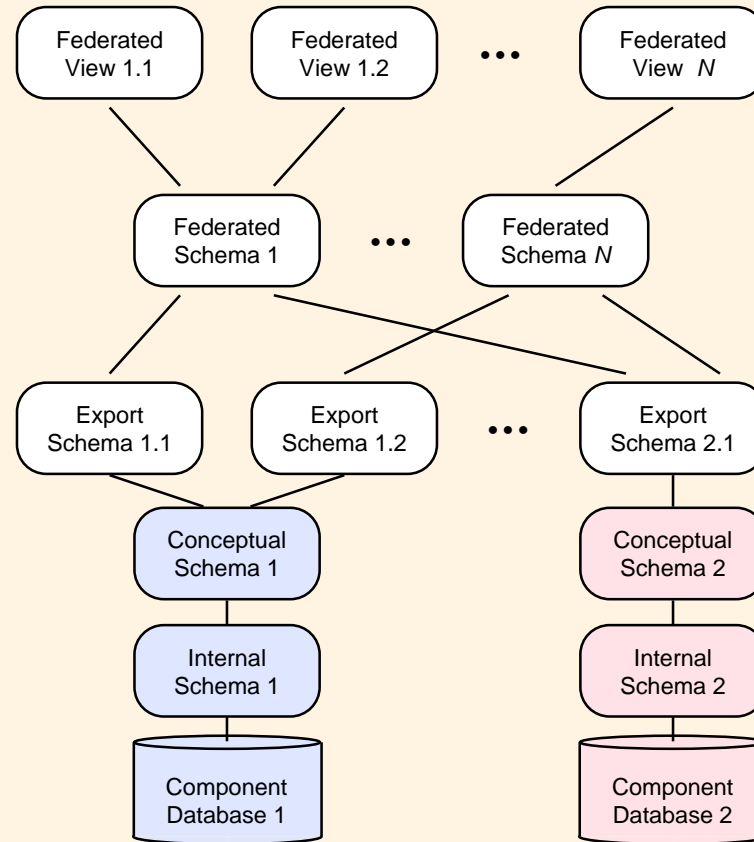 Federated
View 1.1
Federated
View 1.2
•••
Federated
View N
Federated
Schema 1
•••
Federated
Schema N
Export
Schema 1.1
Export
Schema 1.2
•••
Export
Schema 2.1
Conceptual
Schema 1
Conceptual
Schema 2
Internal
Schema 1
Internal
Schema 2
Component
Database 1
Component
Database 2